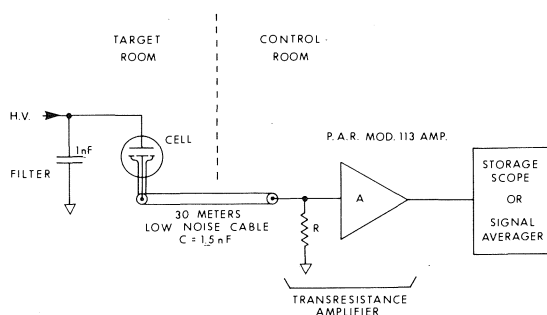 TARGET
ROOM
CONTROL
ROOM
H.V.
1nF
FILTER
CELL
P.A.R. MOD. 113 AMP.
A
R
30 METERS
LOW NOISE CABLE
C = 1.5 nF
STORAGE
SCOPE
OR
SIGNAL
AVERAGER
TRANSRESISTANCE
AMPLIFIER